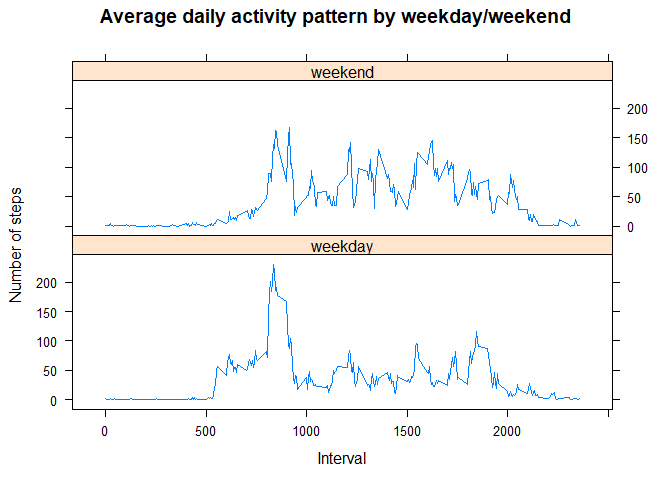 Average daily activity pattern by weekday/weekend
weekend
200
150
100
50
0
Number of steps
weekday
200
150
100
50
0
0 500 1000 1500 2000
Interval